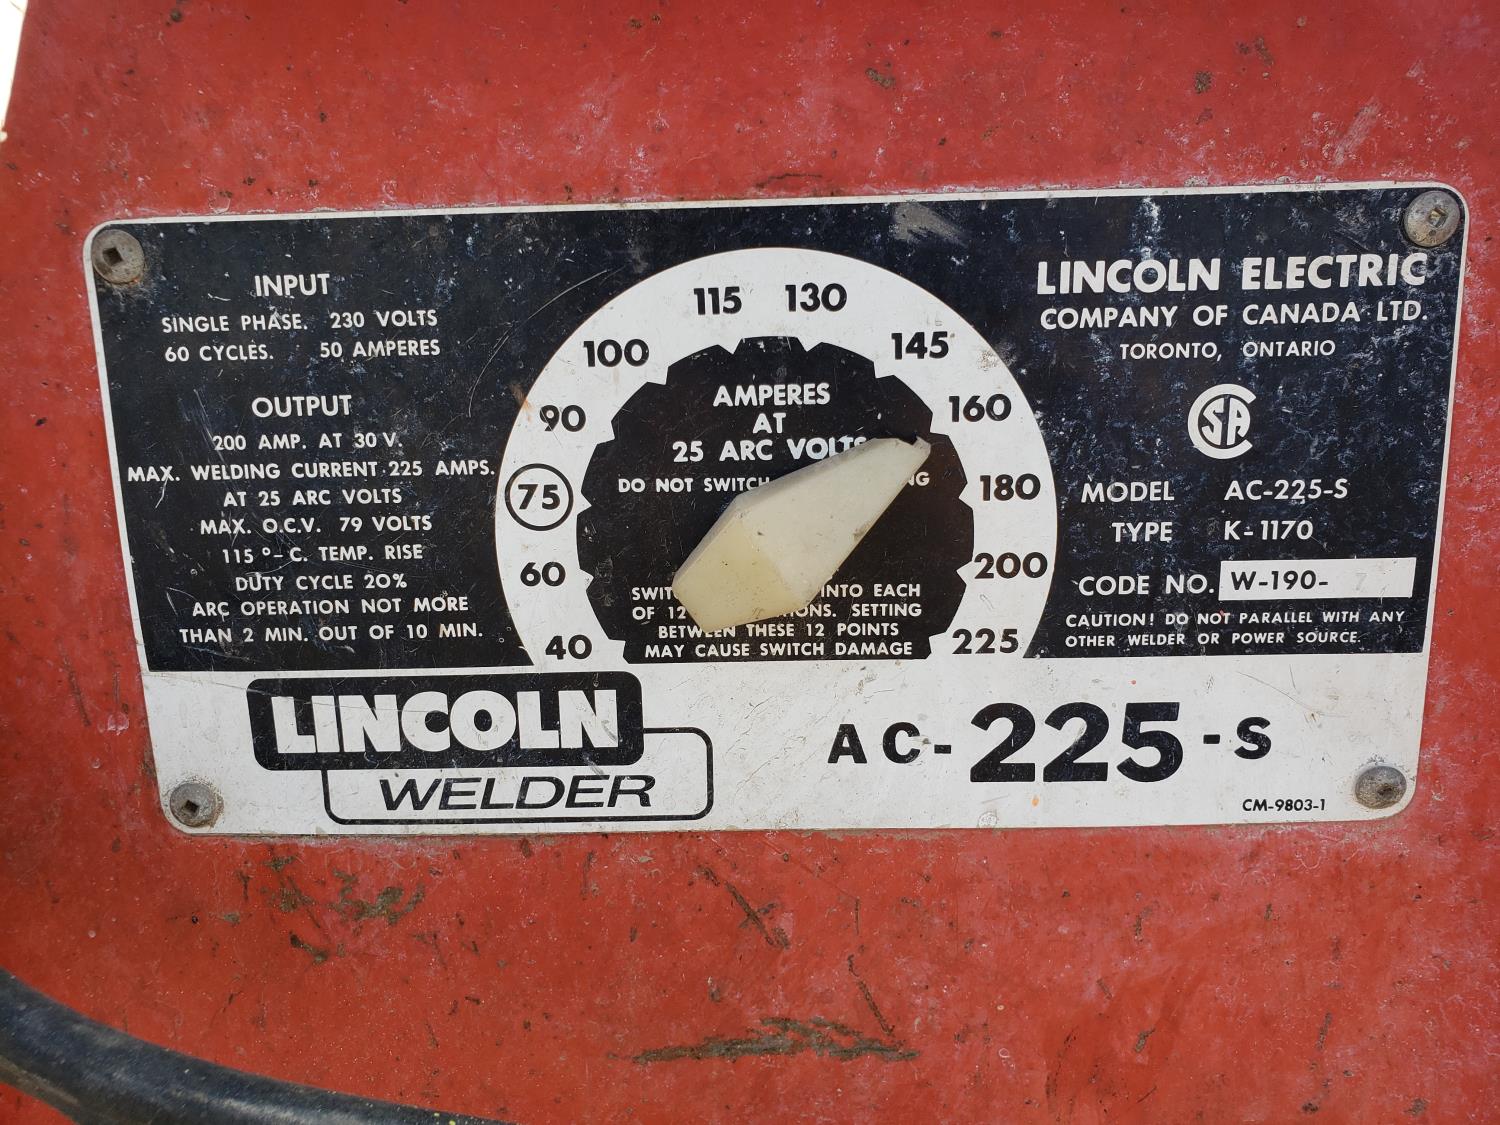 INPUT
SINGLE PHASE. 230 VOLTS
60 CYCLES. 50 AMPERES
OUTPUT
200 AMP. AT 30 V.
MAX. WELDING CURRENT 225 AMPS.
AT 25 ARC VOLTS
MAX. O.C.V. 79 VOLTS
115°-C. TEMP. RISE
DUTY CYCLE 20%
ARC OPERATION NOT MORE
THAN 2 MIN. OUT OF 10 MIN.
40
60
75
90
100
115
130
145
160
180
200
225
AMPERES
AT
25 ARC VOLTS
DO NOT SWITCH
INTO EACH
OF 12 SETTING
BETWEEN THESE 12 POINTS
MAY CAUSE SWITCH DAMAGE
LINCOLN ELECTRIC
COMPANY OF CANADA LTD.
TORONTO, ONTARIO
CSA
MODEL AC-225-S
TYPE K-1170
CODE NO. W-190-
CAUTION! DO NOT PARALLEL WITH ANY
OTHER WELDER OR POWER SOURCE.
LINCOLN
WELDER
AC-225-S
CM-9803-1